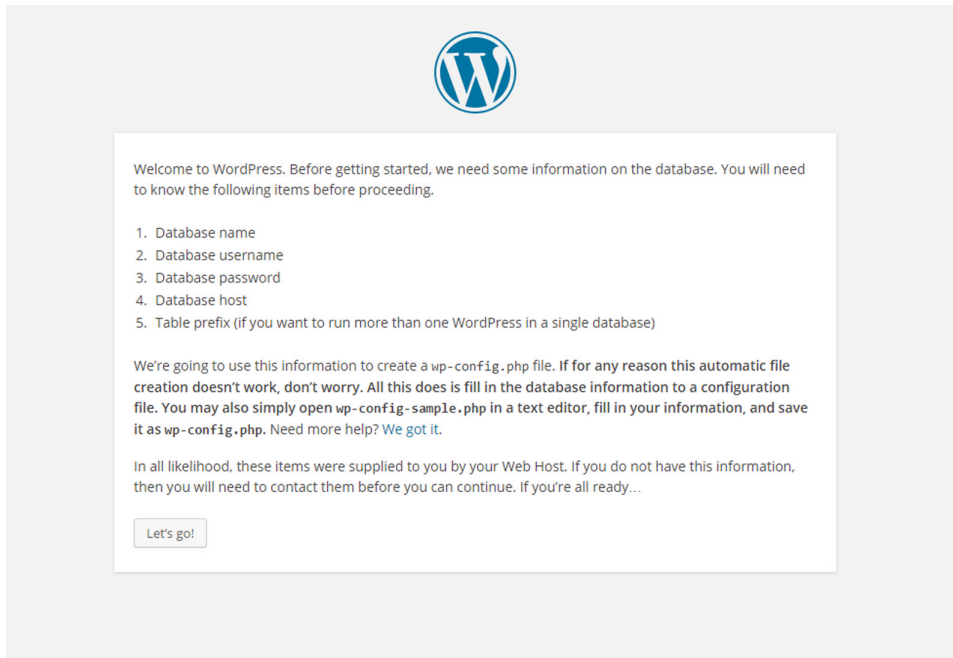 Welcome to WordPress. Before getting started, we need some information on the database. You will need
to know the following items before proceeding.
1. Database name
2. Database username
3. Database password
4. Database host
5. Table prefix (if you want to run more than one WordPress in a single database)
We’re going to use this information to create a wp-config.php file. If for any reason this automatic file
creation doesn’t work, don’t worry. All this does is fill in the database information to a configuration
file. You may also simply open wp-config-sample.php in a text editor, fill in your information, and save
it as wp-config.php. Need more help? We got it.
In all likelihood, these items were supplied to you by your Web Host. If you do not have this information,
then you will need to contact them before you can continue. If you’re all ready…
Let’s go!